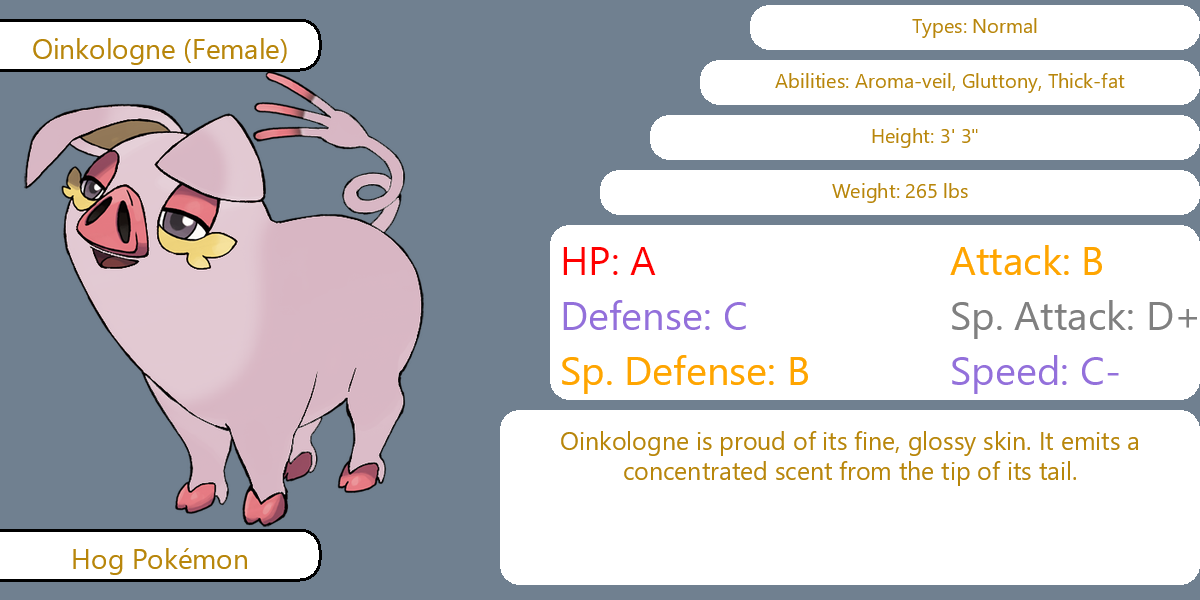 Oinkologne (Female)
Types: Normal
Abilities: Aroma-veil, Gluttony, Thick-fat
Height: 3' 3"
Weight: 265 lbs
HP: A
Attack: B
Defense: C
Sp. Attack: D+
Sp. Defense: B
Speed: C-
Oinkologne is proud of its fine, glossy skin. It emits a
concentrated scent from the tip of its tail.
Hog Pokémon